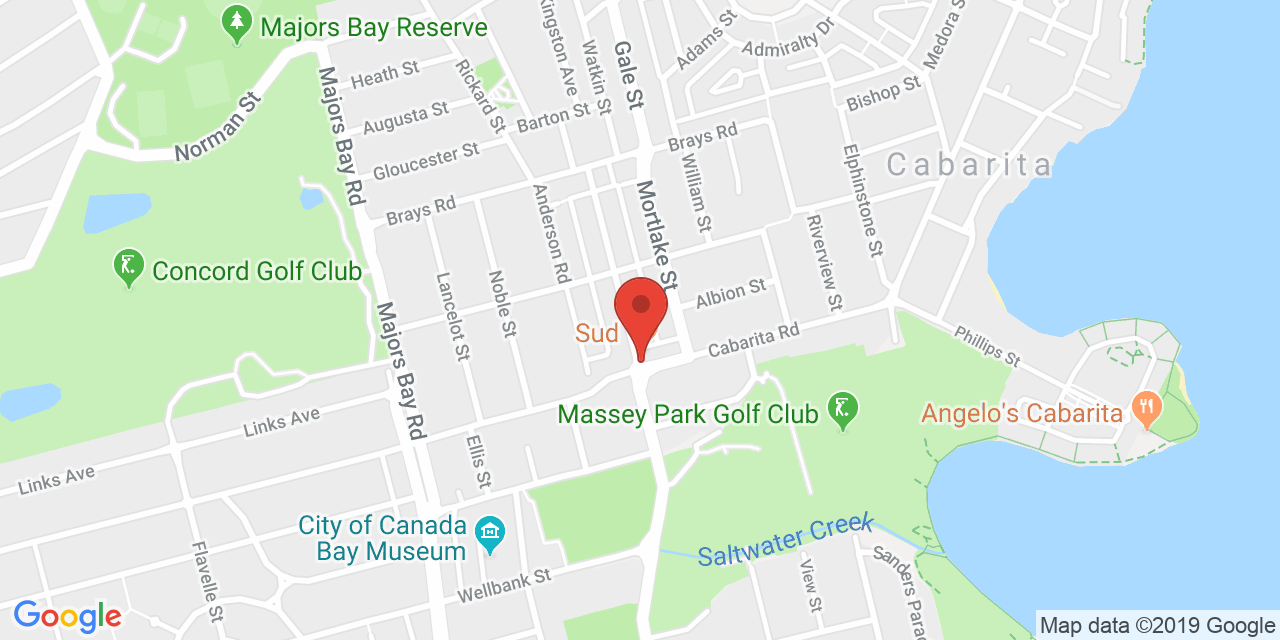 Majors Bay Reserve
Kingston Ave
Watkin St
Gale St
Adams St
Admiralty Dr
Medora St
Heath St
Rickard St
Bishop St
Augusta St
Barton St
Majors Bay Rd
Norman St
Brays Rd
Gloucester St
William St
Elphinstone St
Cabarita
Brays Rd
Anderson Rd
Mortlake St
Riverview St
Concord Golf Club
Lancelot St
Noble St
Albion St
Majors Bay Rd
Sud
Cabarita Rd
Phillips St
Links Ave
Massey Park Golf Club
Angelo's Cabarita
Ellis St
Links Ave
City of Canada
Bay Museum
Saltwater Creek
Flavelle St
Wellbank St
View St
Sanders Parade
Google
Map data ©2019 Google